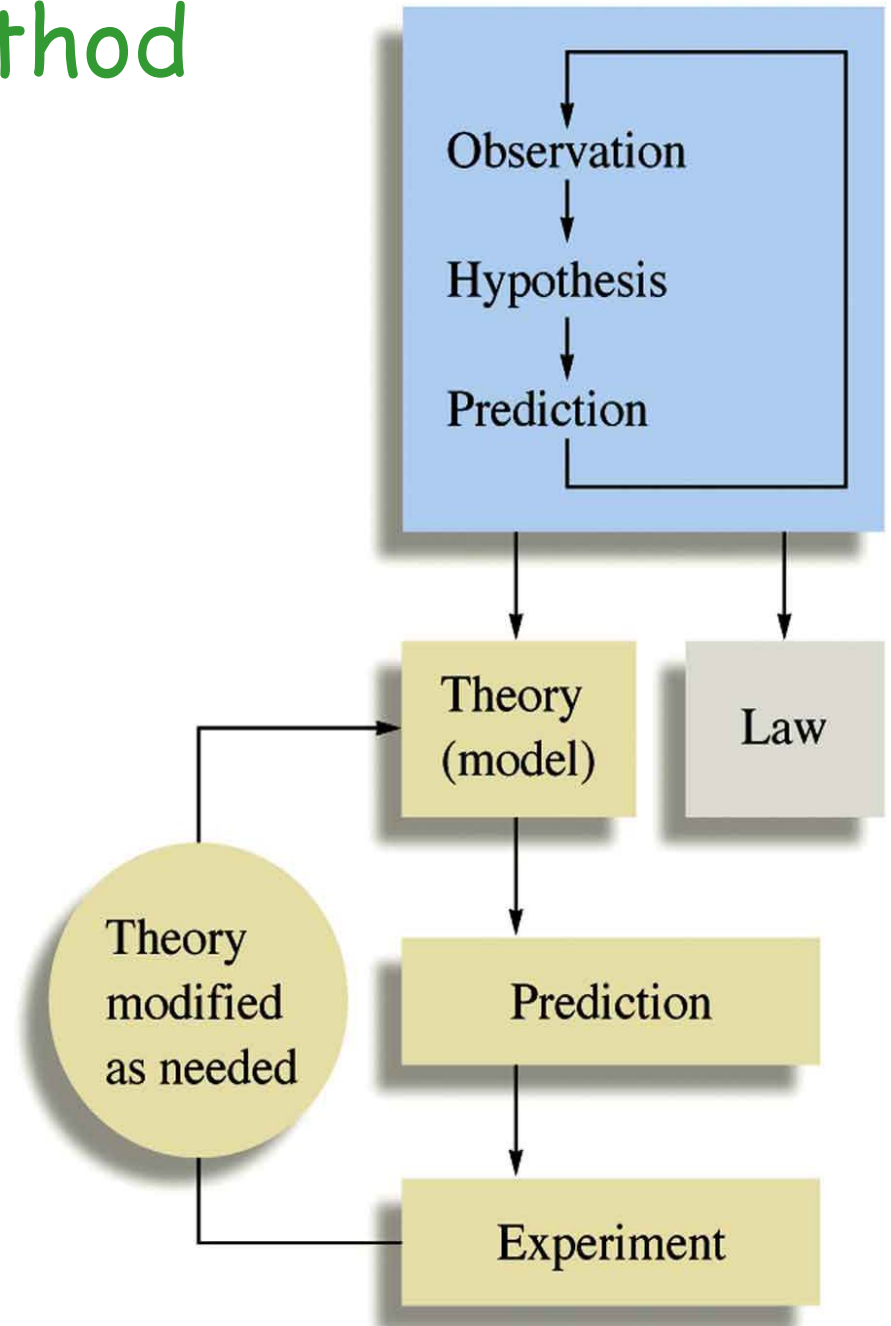 thod
Observation
Hypothesis
Prediction
Theory
(model)
Law
Theory
modified
as needed
Prediction
Experiment